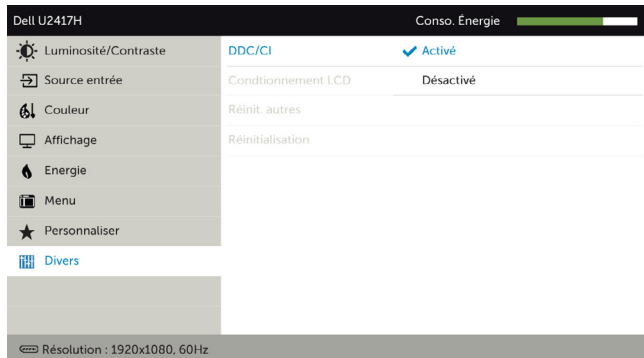 Dell U2417H Conso. Énergie
Luminosité/Contraste DDC/CI Activé
Source entrée Condtionnement LCD Désactivé
Couleur Réinit. autres
Affichage Réinitialisation
Energie
Menu
Personnaliser
Divers
Résolution : 1920x1080, 60Hz